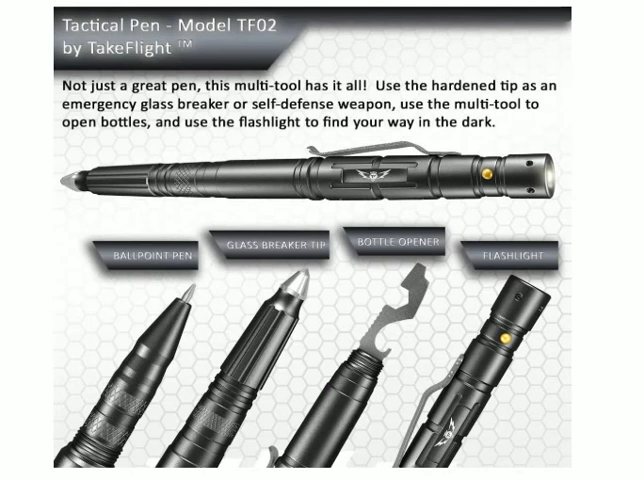 Tactical Pen - Model TF02
by TakeFlight ™
Not just a great pen, this multi-tool has it all! Use the hardened tip as an
emergency glass breaker or self-defense weapon, use the multi-tool to
open bottles, and use the flashlight to find your way in the dark.
BALLPOINT PEN
GLASS BREAKER TIP
BOTTLE OPENER
FLASHLIGHT